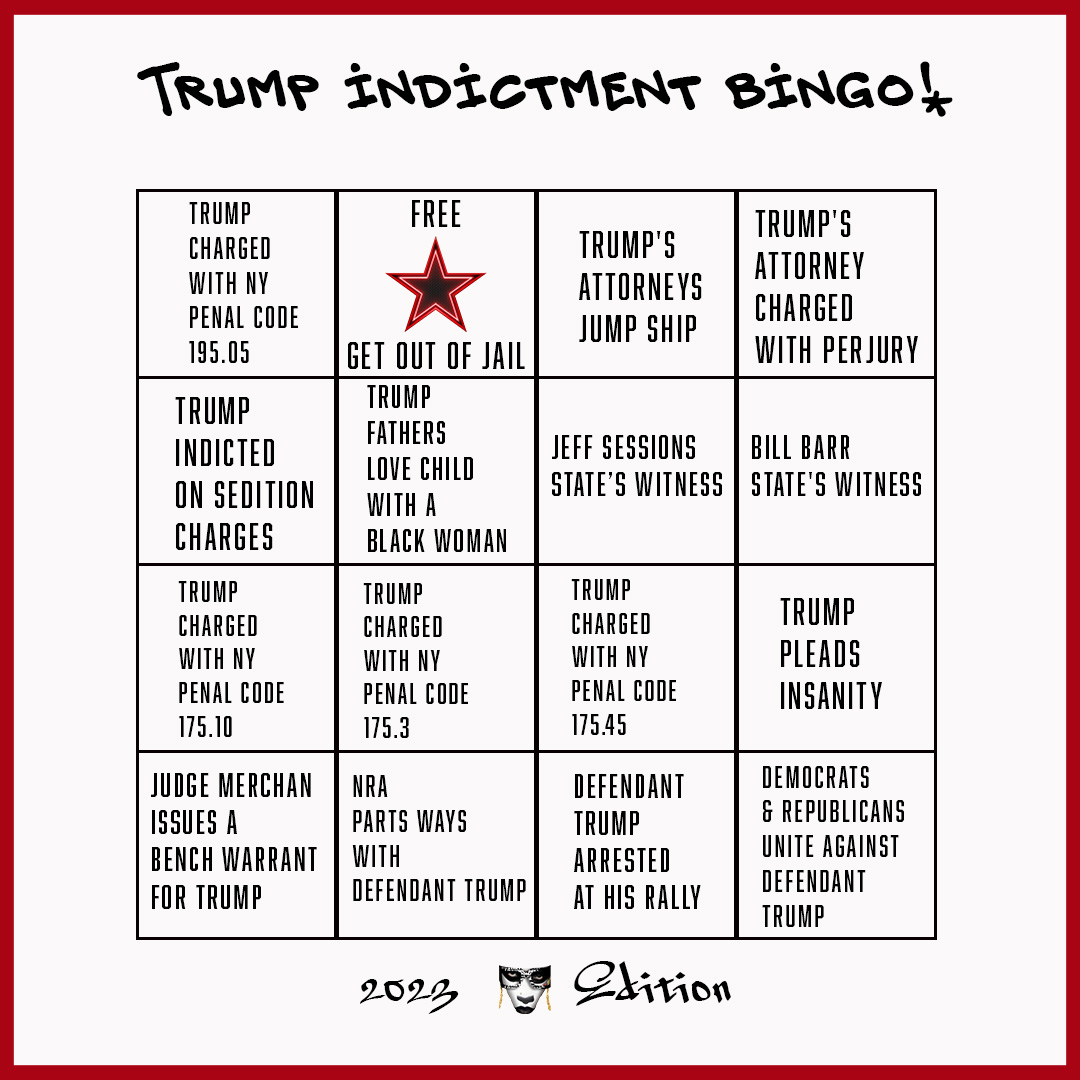 TRUMP INDICTMENT BINGO!*
TRUMP
CHARGED
WITH NY
PENAL CODE
195.05
FREE
GET OUT OF JAIL
TRUMP'S
ATTORNEYS
JUMP SHIP
TRUMP'S
ATTORNEY
CHARGED
WITH PERJURY
TRUMP
INDICTED
ON SEDITION
CHARGES
TRUMP
FATHERS
LOVE CHILD
WITH A
BLACK WOMAN
JEFF SESSIONS
STATE’S WITNESS
BILL BARR
STATE'S WITNESS
TRUMP
CHARGED
WITH NY
PENAL CODE
175.10
TRUMP
CHARGED
WITH NY
PENAL CODE
175.3
TRUMP
CHARGED
WITH NY
PENAL CODE
175.45
TRUMP
PLEADS
INSANITY
JUDGE MERCHAN
ISSUES A
BENCH WARRANT
FOR TRUMP
NRA
PARTS WAYS
WITH
DEFENDANT TRUMP
DEFENDANT
TRUMP
ARRESTED
AT HIS RALLY
DEMOCRATS
& REPUBLICANS
UNITE AGAINST
DEFENDANT
TRUMP
2023 Edition